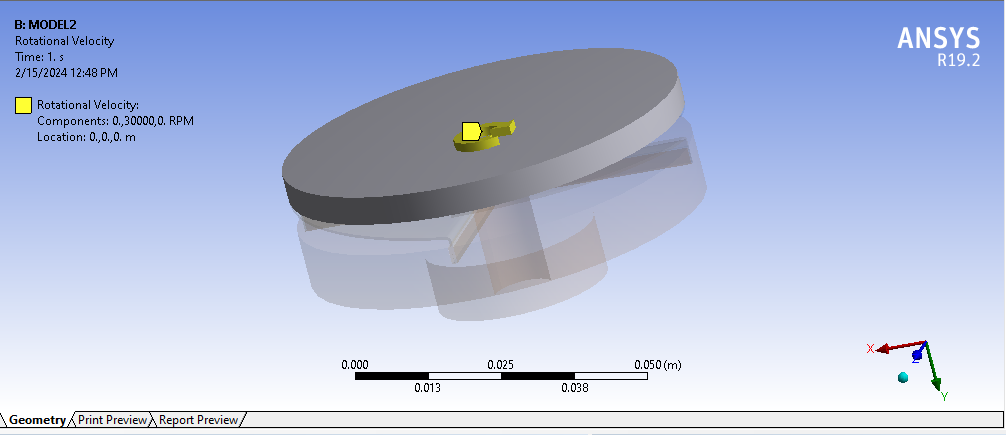 B: MODEL2
Rotational Velocity
Time: 1. s
2/15/2024 12:48 PM
Rotational Velocity:
Components: 0.,30000,0. RPM
Location: 0.,0.,0. m
ANSYS
R19.2
0.000 0.025 0.050 (m)
0.013 0.038
X
Z
Y
Geometry Print Preview Report Preview